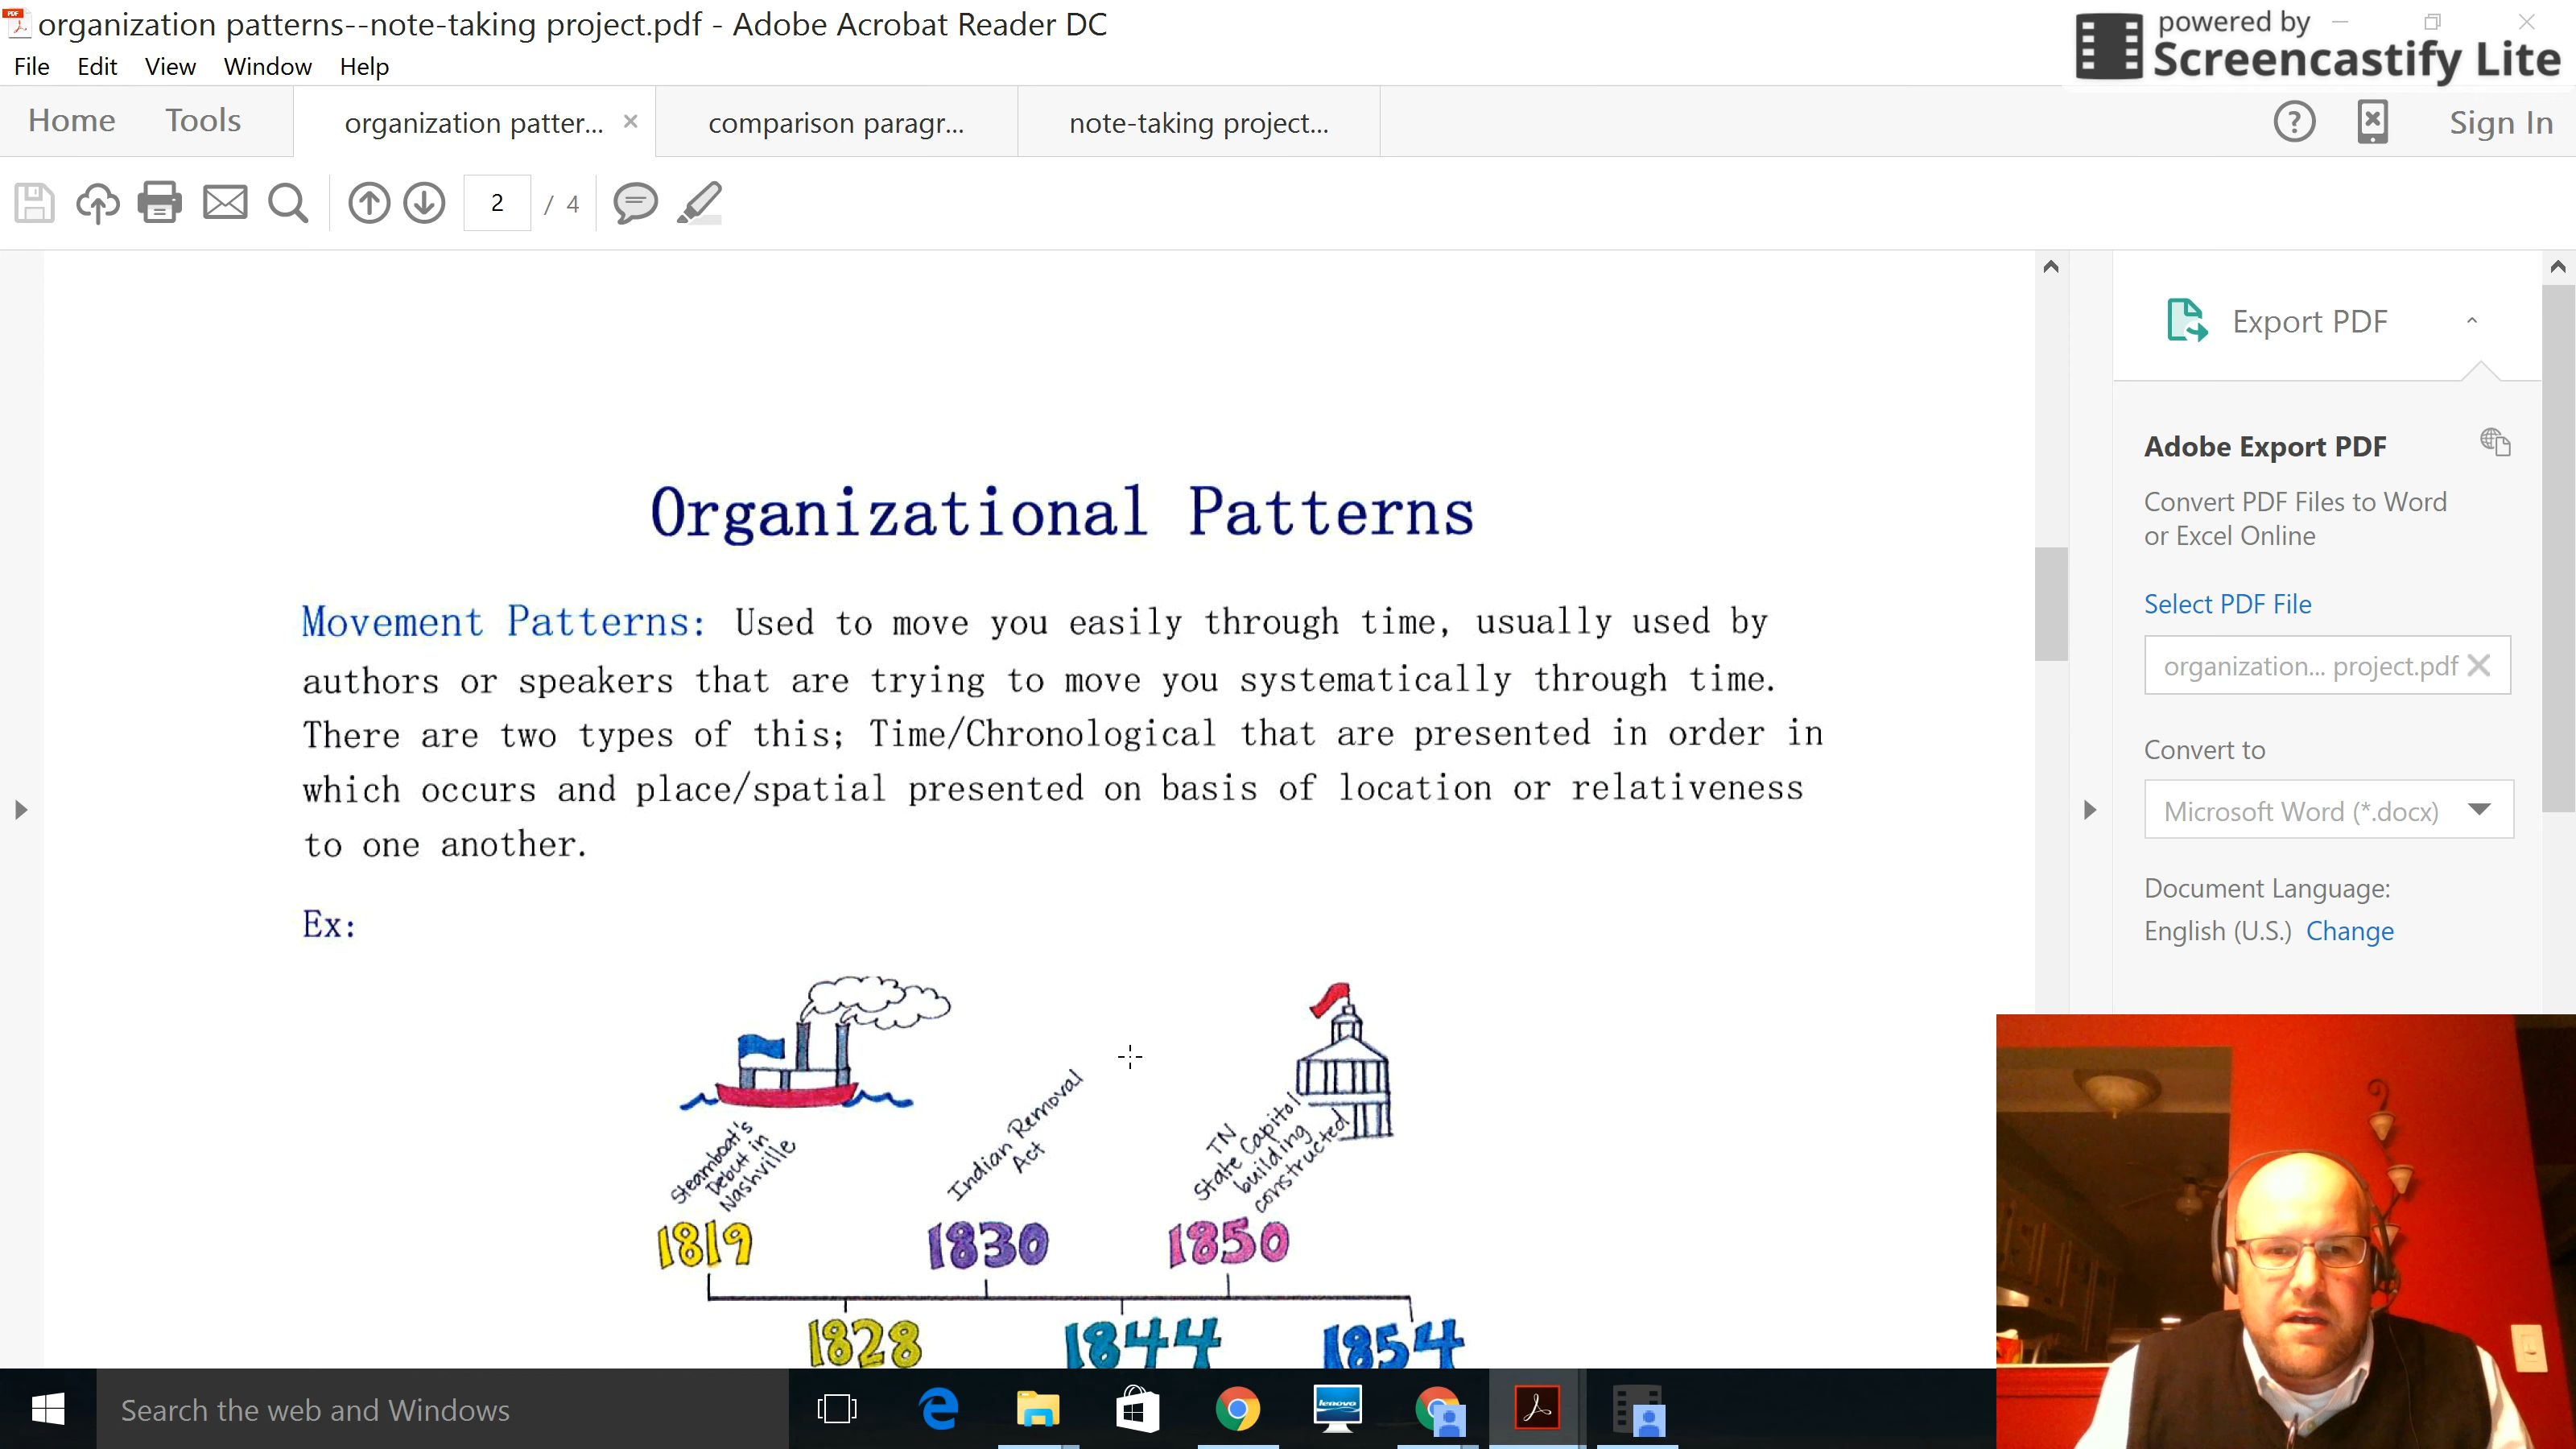 organization patterns--note-taking project.pdf - Adobe Acrobat Reader DC
powered by
Screencastify Lite
File Edit View Window Help
Home Tools organization patter... comparison paragr... note-taking project... Sign In
2 / 4
Export PDF
Adobe Export PDF
Convert PDF Files to Word
or Excel Online
Select PDF File
organization... project.pdf
Convert to
Microsoft Word (*.docx)
Document Language:
English (U.S.) Change
Organizational Patterns
Movement Patterns: Used to move you easily through time, usually used by
authors or speakers that are trying to move you systematically through time.
There are two types of this; Time/Chronological that are presented in order in
which occurs and place/spatial presented on basis of location or relativeness
to one another.
Ex:
Steamboat's
Debut in
Nashville
Indian Removal
Act
TN
State Capitol
building
constructed
1819 1830 1850
1828 1844 1854
Search the web and Windows
lenovo